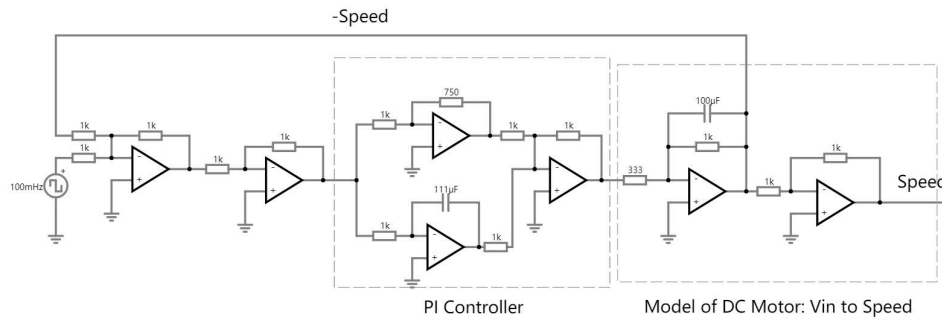 -Speed
1k
1k
1k
100mHz
1k
1k
1k
750
1k
1k
1k
111µF
1k
333
100µF
1k
1k
1k
Speed
PI Controller
Model of DC Motor: Vin to Speed